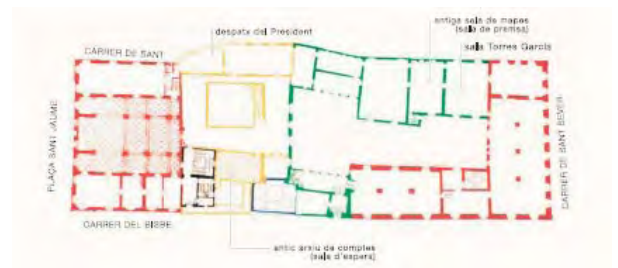 antiga sala de mapes
(sala de premsa)
despatx del President
sala Torres García
CARRER DE SANT
PLAÇA SANT JAUME
CARRER DE SANT SEVER
CARRER DEL BISBE
antic arxiu de comptes
(sala d'espera)